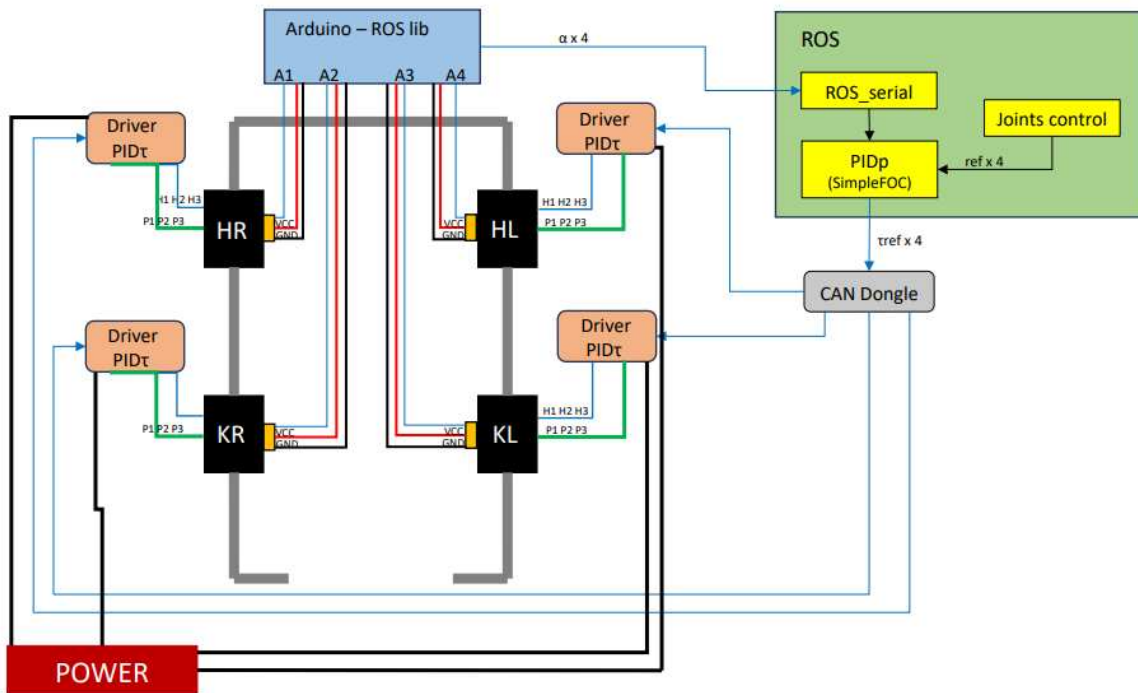 Arduino – ROS lib
A1 A2 A3 A4
α x 4
ROS
ROS_serial
Joints control
PIDp
(SimpleFOC)
ref x 4
τref x 4
CAN Dongle
Driver
PIDτ
H1 H2 H3
P1 P2 P3
HR
VCC
GND
Driver
PIDτ
H1 H2 H3
P1 P2 P3
HL
VCC
GND
Driver
PIDτ
P1 P2 P3
KR
VCC
GND
Driver
PIDτ
H1 H2 H3
P1 P2 P3
KL
VCC
GND
POWER